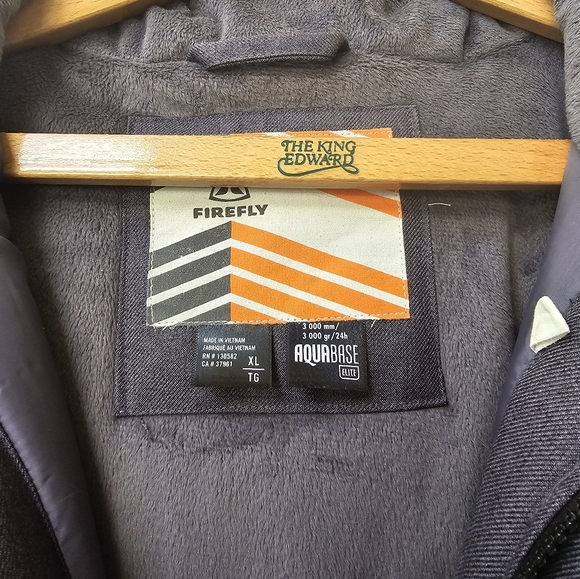 THE KING
EDWARD
FIREFLY
MADE IN VIETNAM
FABRIQUÉ AU VIETNAM
RN # 130582
CA # 37961
XL
TG
3 000 mm/
3 000 gr/24h
AQUABASE
ELITE